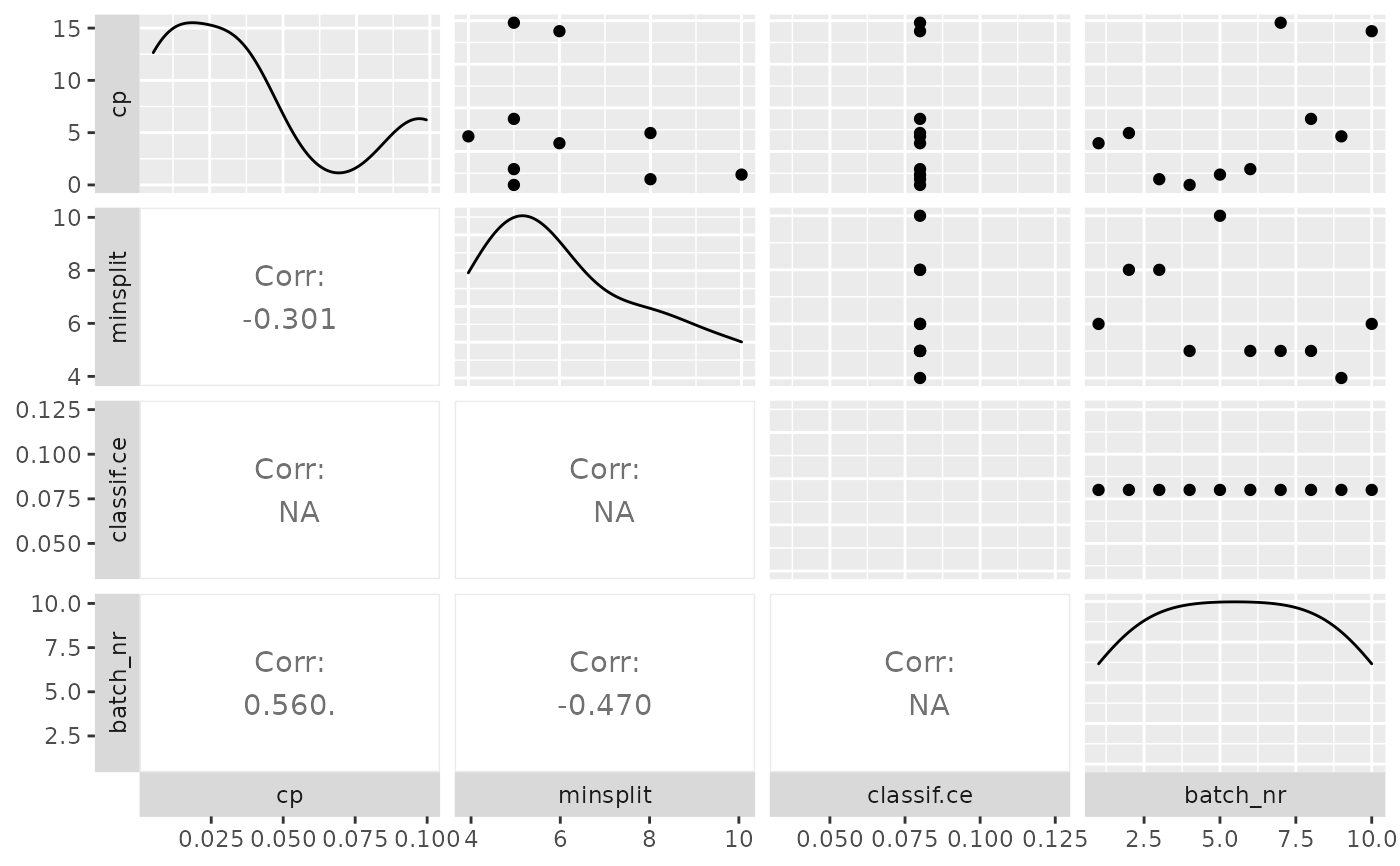 15
10
5
0
cp
10
8
6
4
minsplit
Corr:
-0.301
0.125
0.100
0.075
0.050
classif.ce
Corr:
NA
Corr:
NA
10.0
7.5
5.0
2.5
batch_nr
Corr:
0.560.
Corr:
-0.470
Corr:
NA
cp minsplit classif.ce batch_nr
0.025 0.050 0.075 0.100 4 6 8 10 0.050 0.075 0.100 0.125 2.5 5.0 7.5 10.0